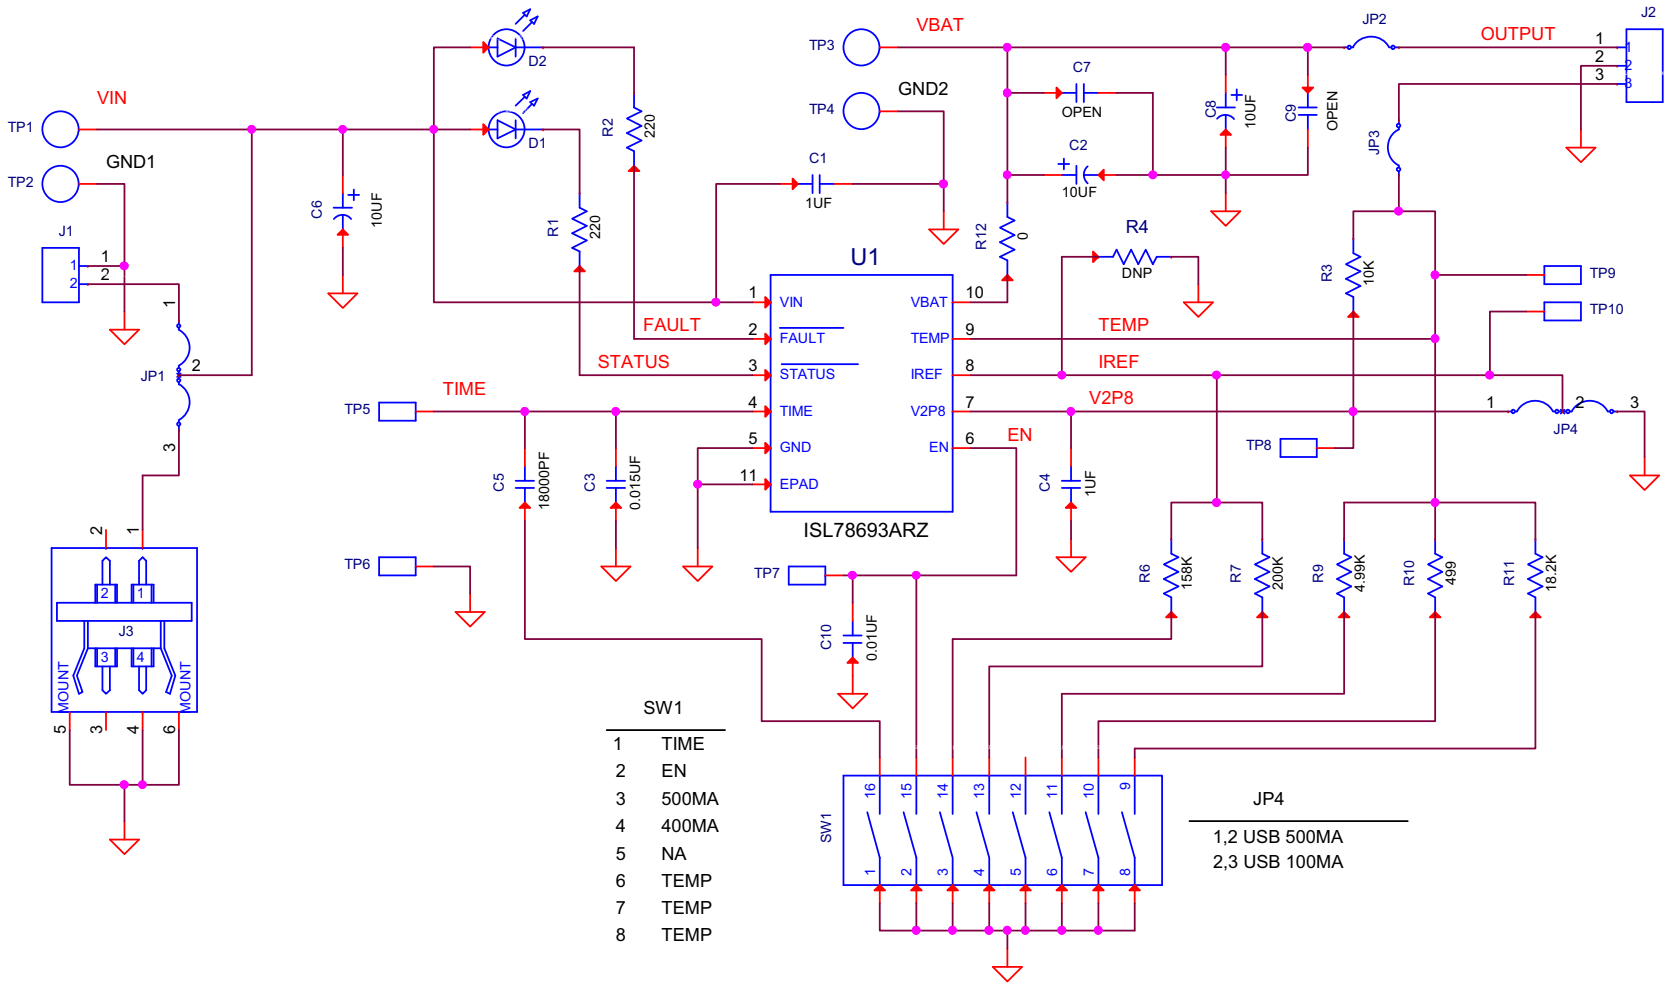 VIN
TP1
GND1
TP2
J1
1
2
1
2
1
JP1
2
3
2
1
2
1
J3
3
4
MOUNT
MOUNT
5
3
4
6
C6
10UF
D2
D1
R2
220
R1
220
FAULT
STATUS
TIME
TP5
C5
18000PF
C3
0.015UF
TP6
TP3
VBAT
TP4
GND2
C1
1UF
C7
OPEN
C2
10UF
C8
10UF
C9
OPEN
JP2
OUTPUT
J2
1
2
3
1
2
3
JP3
R12
0
R4
DNP
R3
10K
TP9
TP10
U1
1
VIN
2
FAULT
3
STATUS
4
TIME
5
GND
11
EPAD
VBAT
10
TEMP
9
IREF
8
V2P8
7
EN
6
ISL78693ARZ
TEMP
IREF
V2P8
EN
1
2
3
JP4
TP8
C4
1UF
TP7
C10
0.01UF
R6
158K
R7
200K
R9
4.99K
R10
499
R11
18.2K
SW1
1 TIME
2 EN
3 500MA
4 400MA
5 NA
6 TEMP
7 TEMP
8 TEMP
SW1
16
15
14
13
12
11
10
9
1
2
3
4
5
6
7
8
JP4
1,2 USB 500MA
2,3 USB 100MA